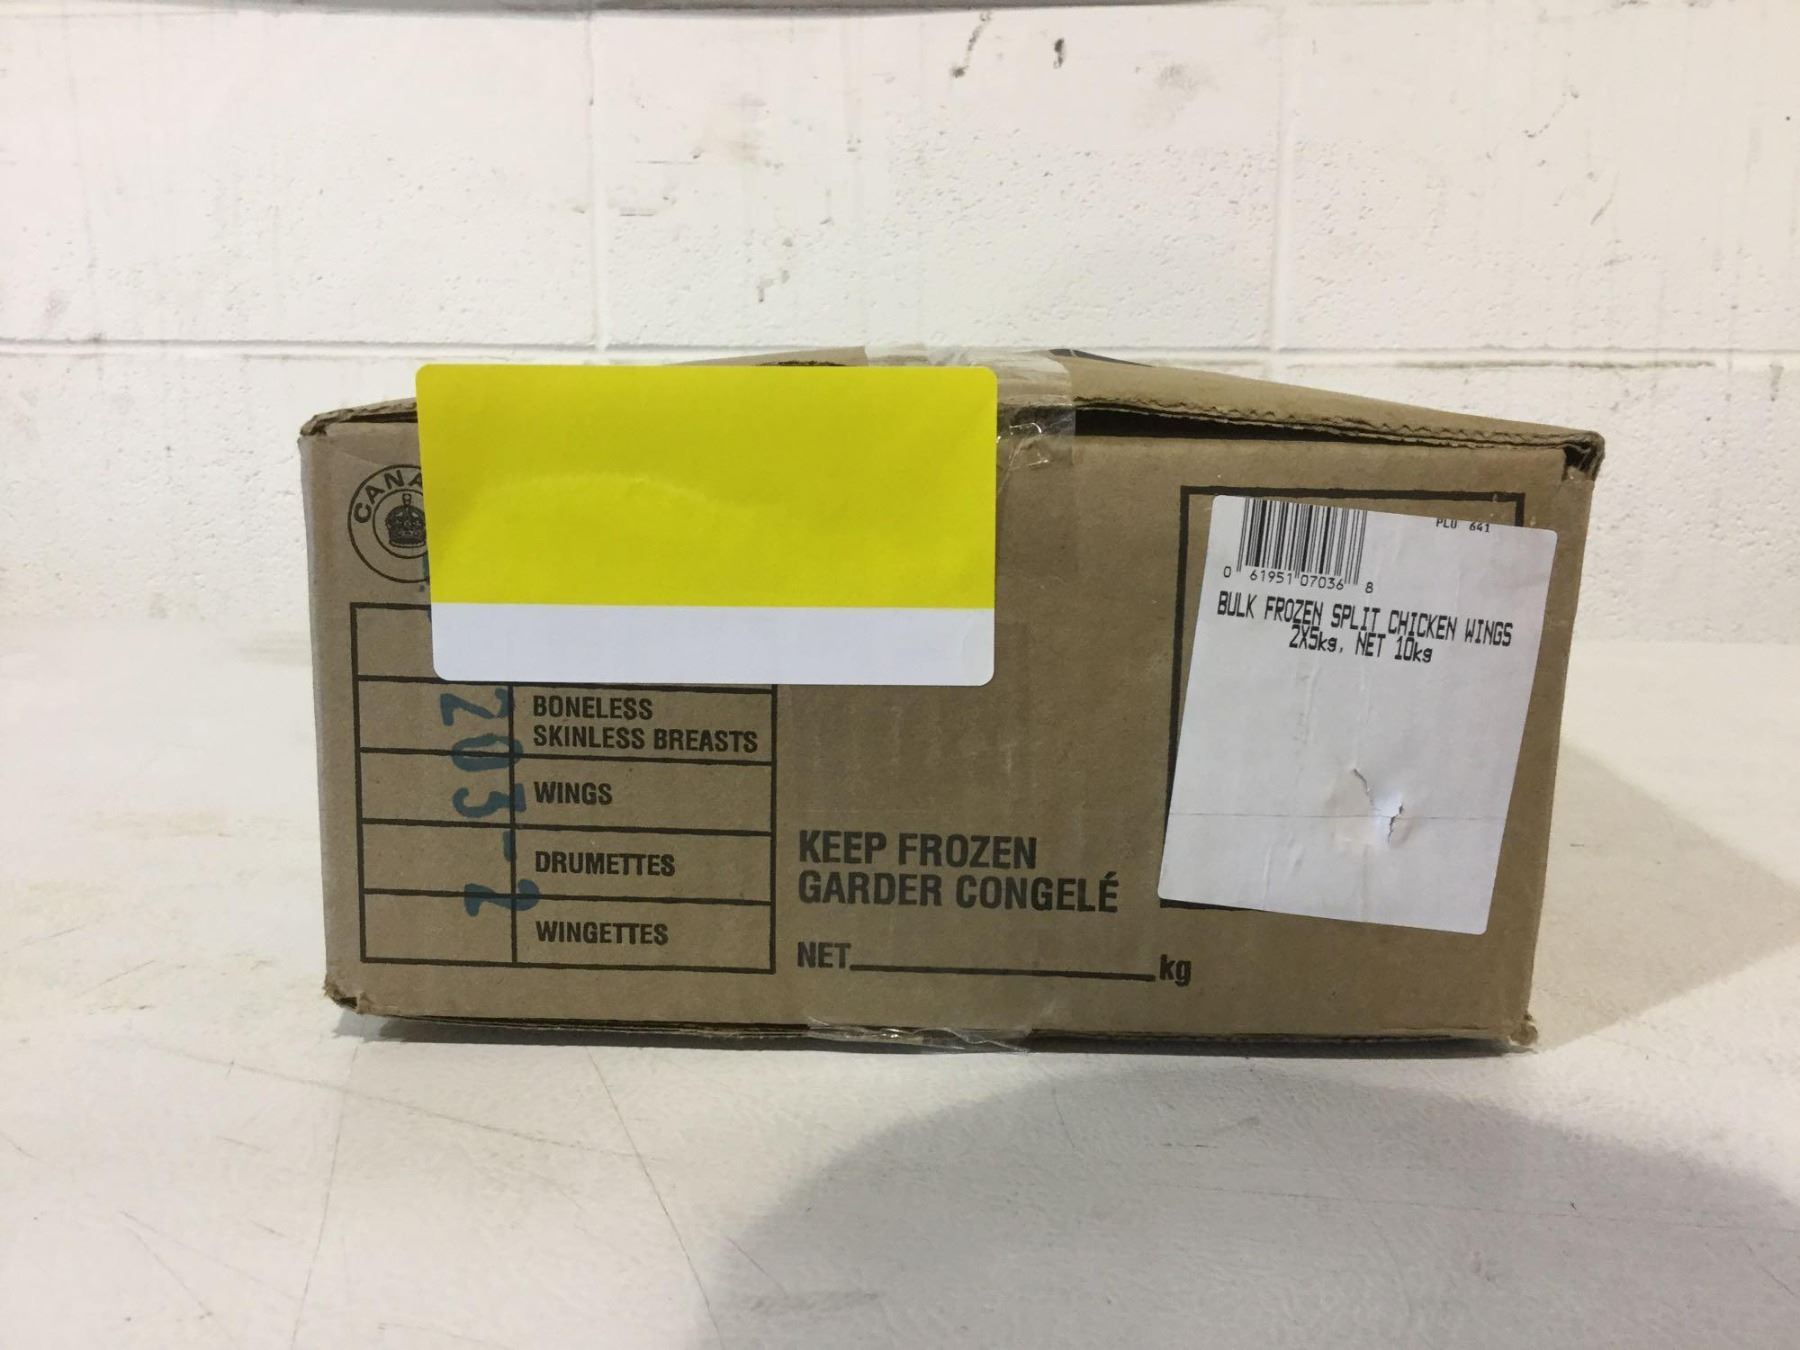 CANA
BONELESS
SKINLESS BREASTS
WINGS
DRUMETTES
WINGETTES
203-2
KEEP FROZEN
GARDER CONGELÉ
NET kg
PLU 641
0 61951 07036 8
BULK FROZEN SPLIT CHICKEN WINGS
2X5kg, NET 10kg